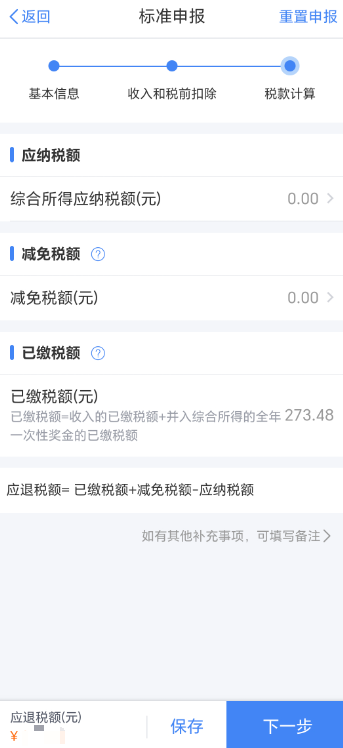 返回 标准申报 重置申报
基本信息 收入和税前扣除 税款计算
应纳税额
综合所得应纳税额(元) 0.00
减免税额 ?
减免税额(元) 0.00
已缴税额 ?
已缴税额(元)
已缴税额=收入的已缴税额+并入综合所得的全年 273.48
一次性奖金的已缴税额
应退税额= 已缴税额+减免税额-应纳税额
如有其他补充事项，可填写备注
应退税额(元)
¥
保存 下一步